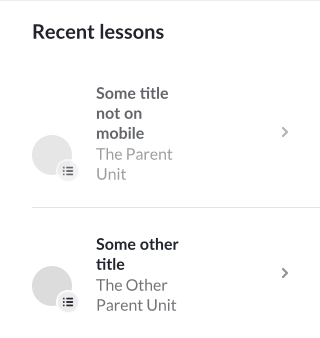 Recent lessons
Some title
not on
mobile
The Parent
Unit
Some other
title
The Other
Parent Unit